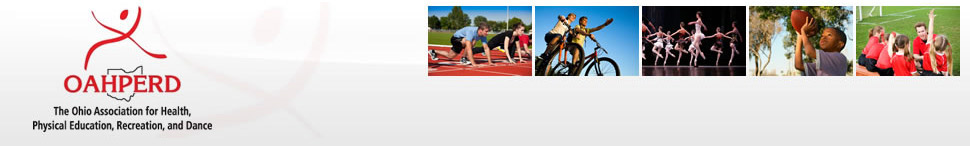 OAHPERD
The Ohio Association for Health,
Physical Education, Recreation, and Dance